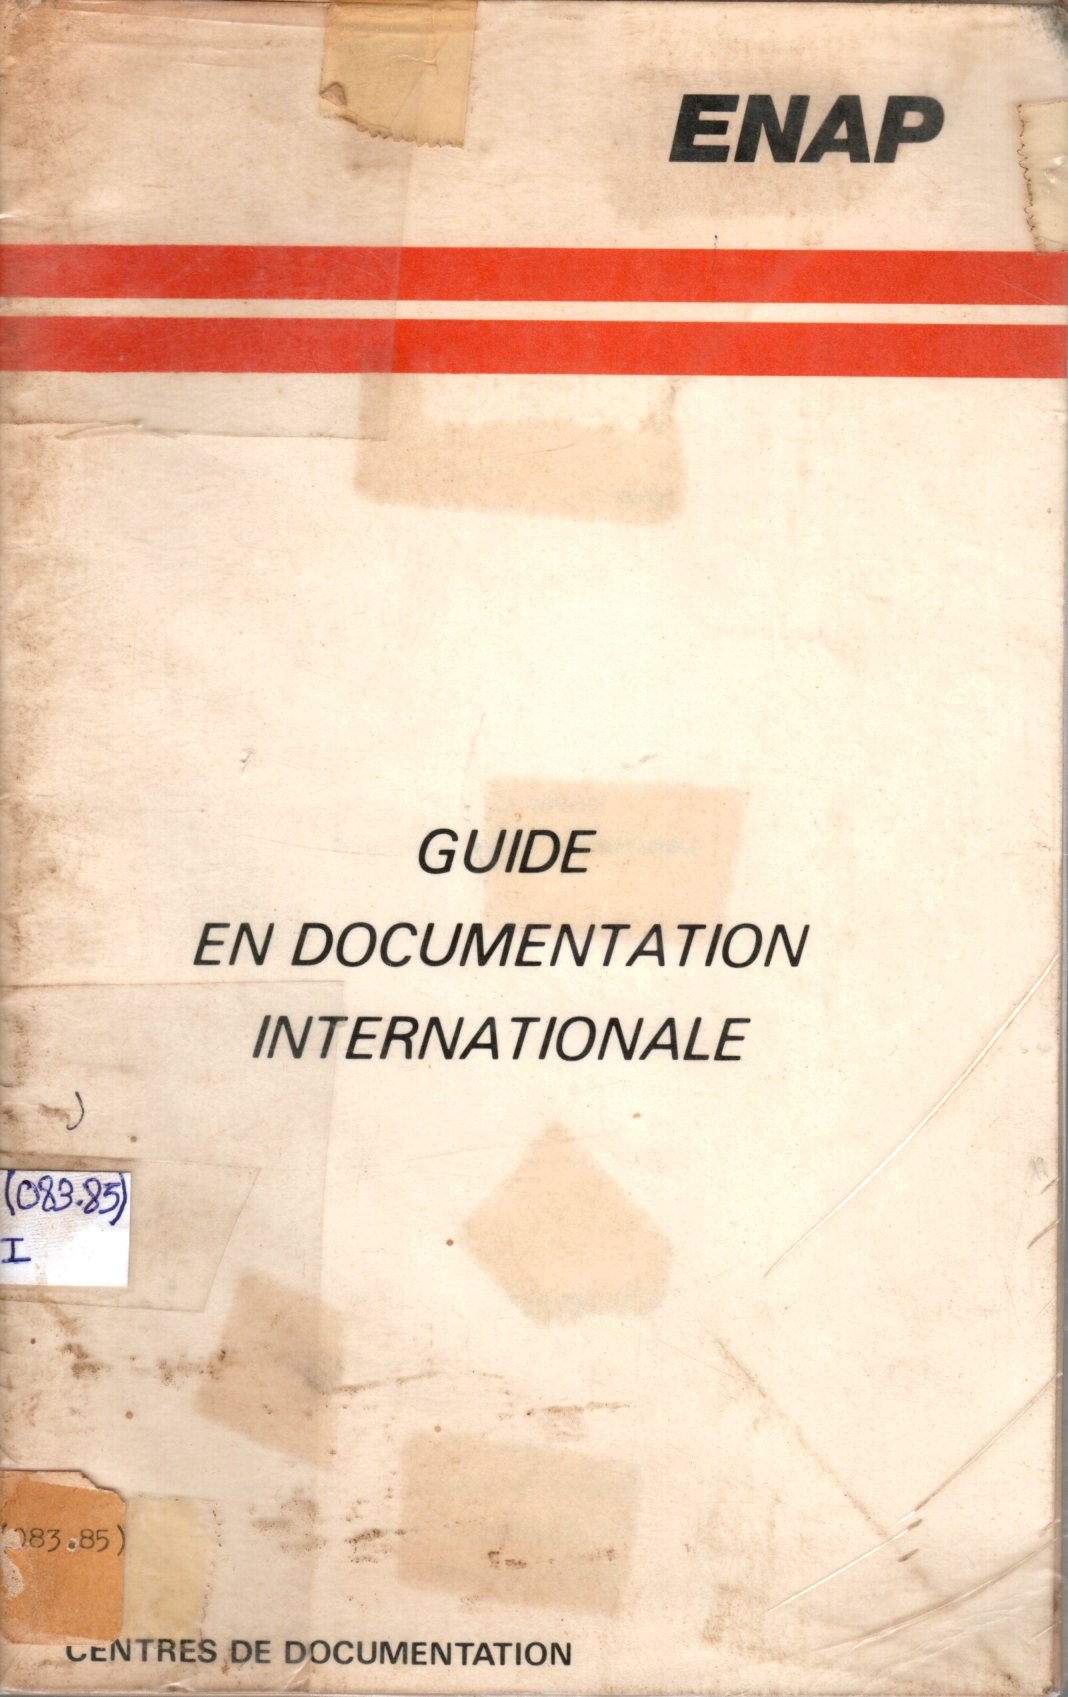 ENAP
GUIDE
EN DOCUMENTATION
INTERNATIONALE
(083.85)
I
(083.85)
CENTRES DE DOCUMENTATION